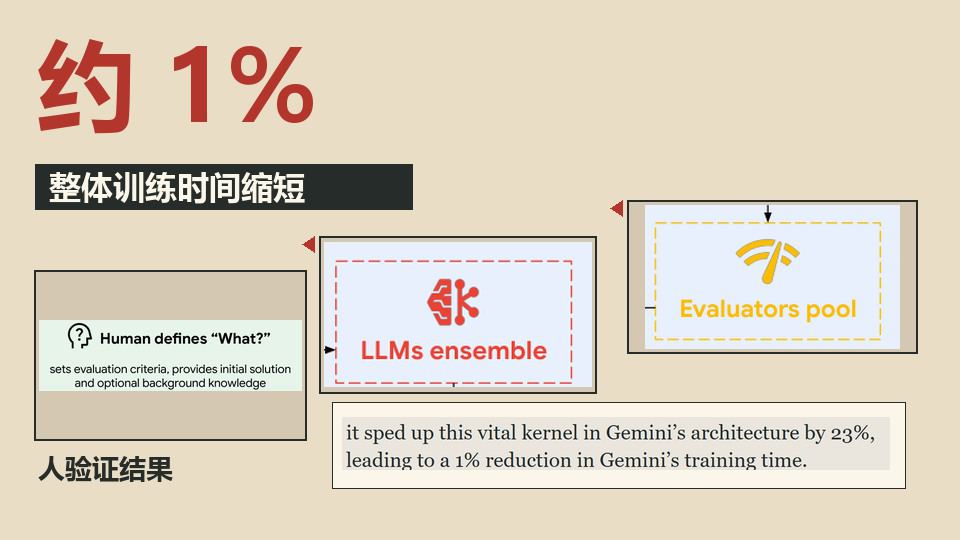 约 1%
整体训练时间缩短
Human defines “What?”
sets evaluation criteria, provides initial solution
and optional background knowledge
人验证结果
LLMs ensemble
Evaluators pool
it sped up this vital kernel in Gemini’s architecture by 23%,
leading to a 1% reduction in Gemini’s training time.